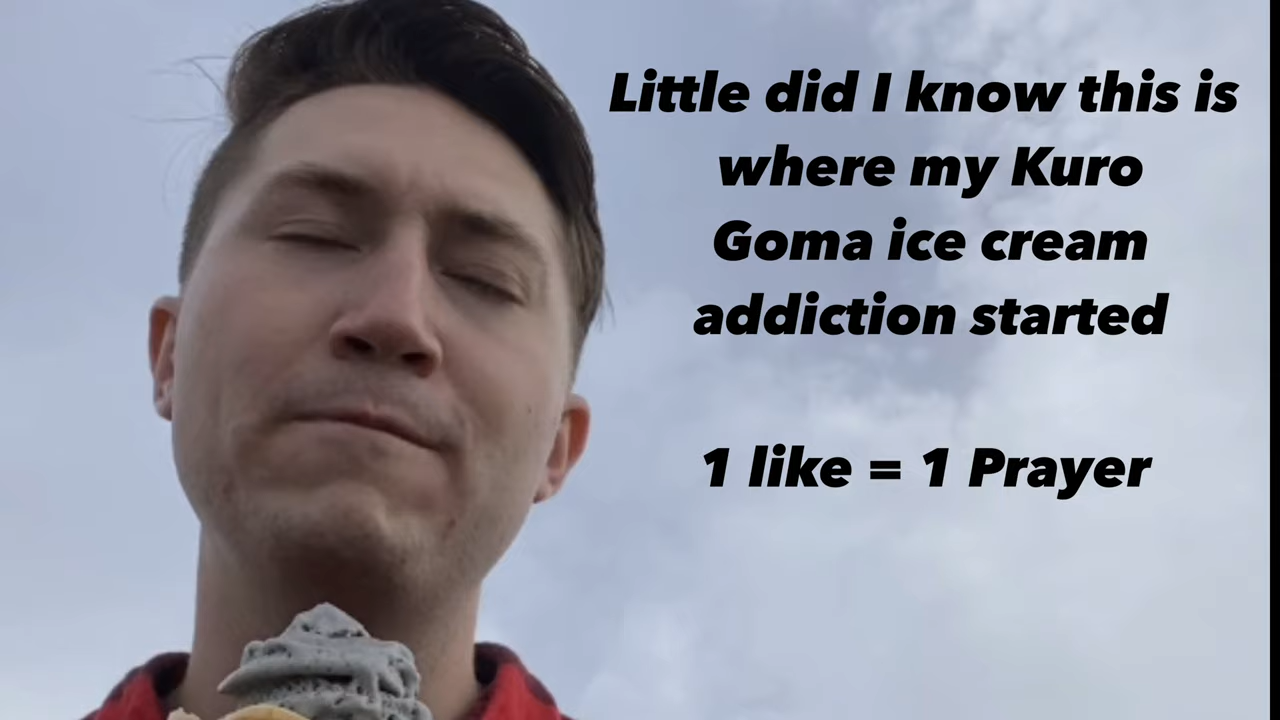 Little did I know this is
where my Kuro
Goma ice cream
addiction started
1 like = 1 Prayer